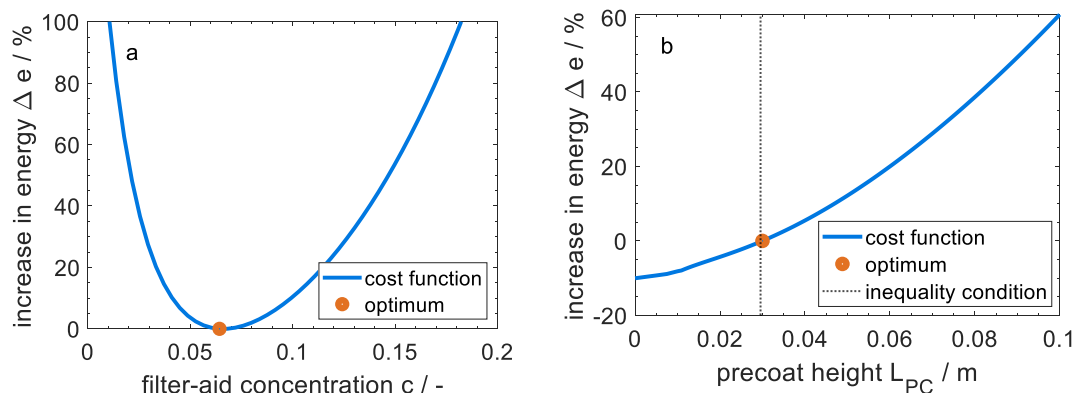 a
increase in energy Δ e / %
100
80
60
40
20
0
0
0.05
0.1
0.15
0.2
filter-aid concentration c / -
cost function
optimum
b
increase in energy Δ e / %
60
40
20
0
-20
0
0.02
0.04
0.06
0.08
0.1
precoat height L_PC / m
cost function
optimum
inequality condition